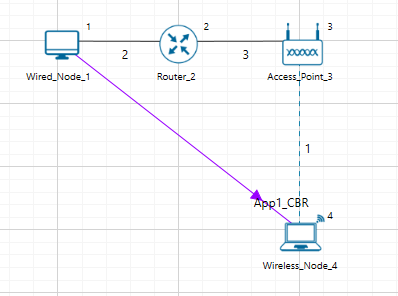 1
2
3
2
3
Wired_Node_1
Router_2
Access_Point_3
1
App1_CBR
4
Wireless_Node_4